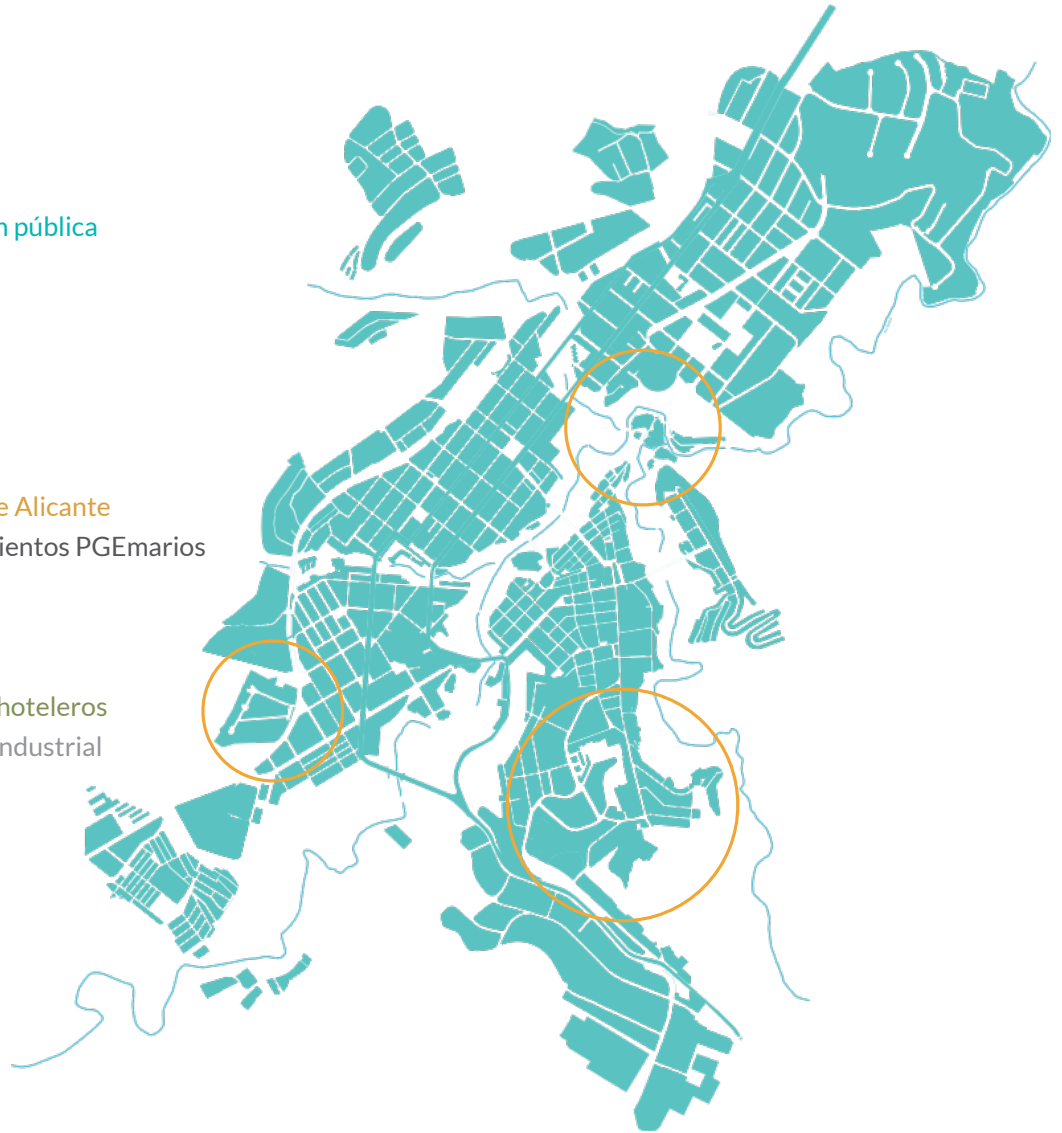 n pública
e Alicante
ientos PGEmarios
hoteleros
ndustrial